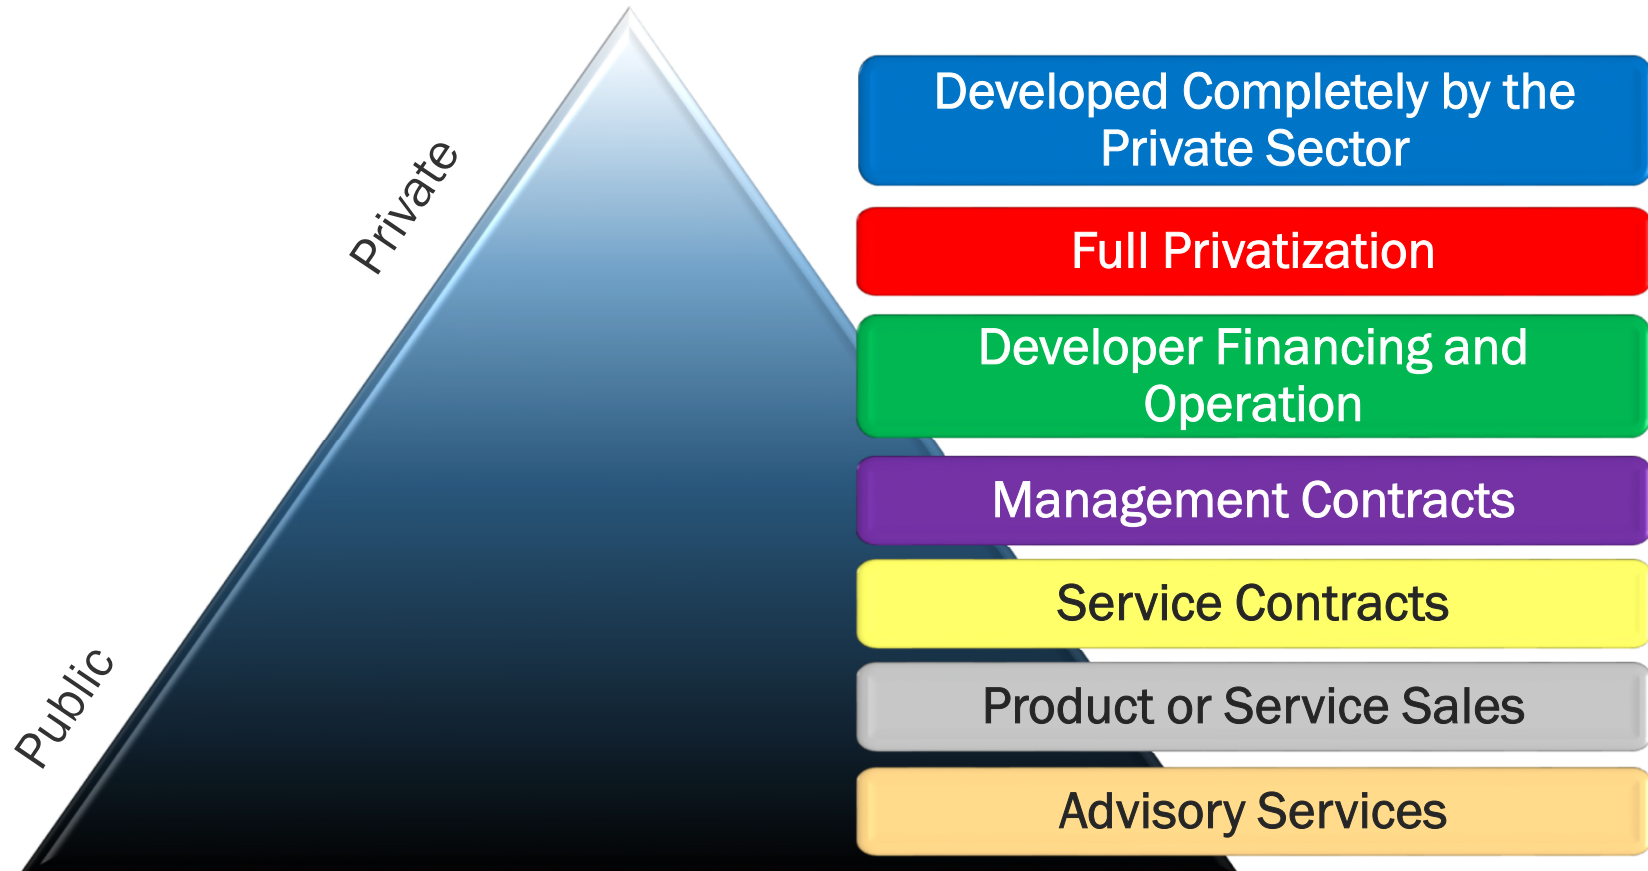 Private
Public
Developed Completely by the
Private Sector
Full Privatization
Developer Financing and
Operation
Management Contracts
Service Contracts
Product or Service Sales
Advisory Services